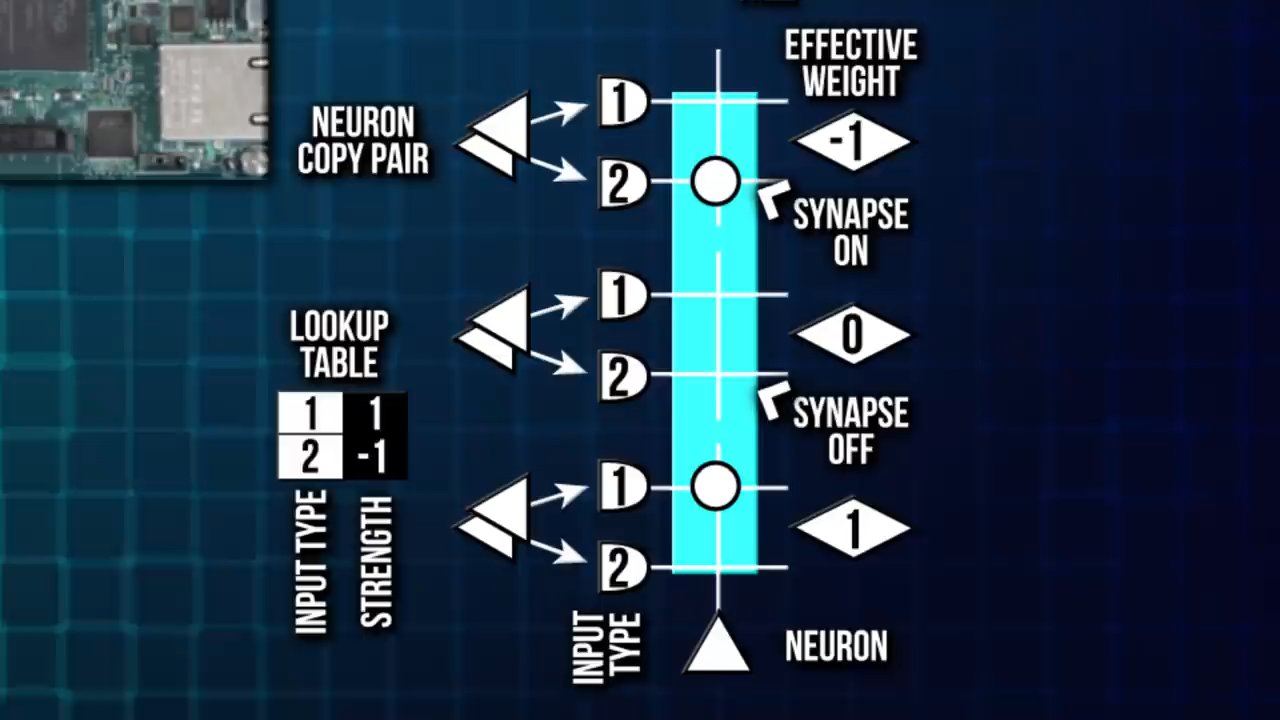 EFFECTIVE
WEIGHT
NEURON
COPY PAIR
1
-1
2
SYNAPSE
ON
1
LOOKUP
TABLE
0
2
1 1
2 -1
SYNAPSE
OFF
1
1
2
INPUT TYPE
STRENGTH
INPUT
TYPE
NEURON